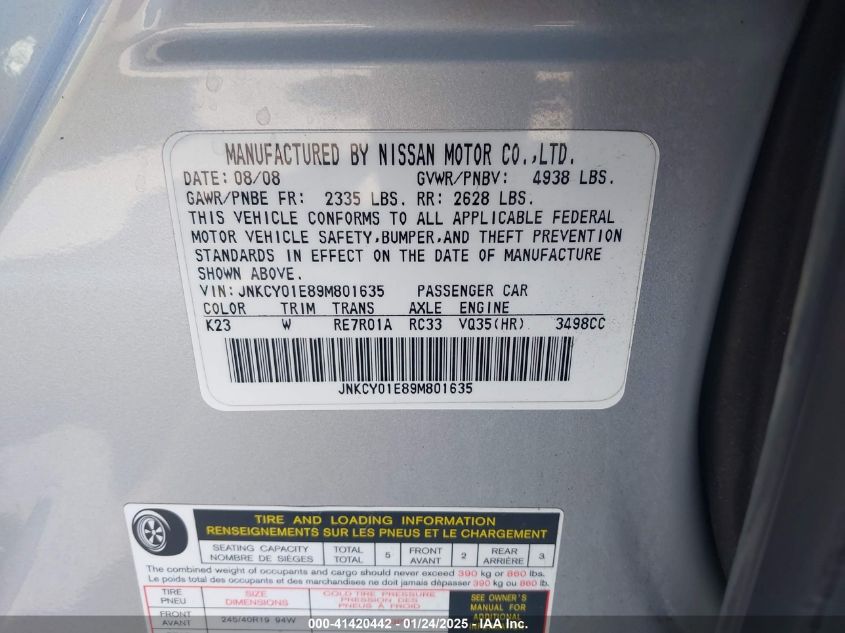 MANUFACTURED BY NISSAN MOTOR CO.,LTD.
DATE: 08/08 GVWR/PNBV: 4938 LBS.
GAWR/PNBE FR: 2335 LBS. RR: 2628 LBS.
THIS VEHICLE CONFORMS TO ALL APPLICABLE FEDERAL
MOTOR VEHICLE SAFETY,BUMPER,AND THEFT PREVENTION
STANDARDS IN EFFECT ON THE DATE OF MANUFACTURE
SHOWN ABOVE.
VIN: JNKCY01E89M801635 PASSENGER CAR
COLOR TRIM TRANS AXLE ENGINE
K23 W RE7R01A RC33 VQ35(HR) 3498CC
JNKCY01E89M801635
TIRE AND LOADING INFORMATION
RENSEIGNEMENTS SUR LES PNEUS ET LE CHARGEMENT
SEATING CAPACITY TOTAL 5 FRONT 2 REAR 3
NOMBRE DE SIÈGES TOTAL AVANT ARRIÈRE
The combined weight of occupants and cargo should never exceed 390 kg or 860 lbs.
Le poids total des occupants et des marchandises ne doit jamais dépasser 390 kg ou 860 lb.
TIRE SIZE COLD TIRE PRESSURE SEE OWNER'S
PNEU DIMENSIONS PRESSION DES PNEUS À FROID MANUAL FOR
ADDITIONAL
FRONT 245/40R19 94W
AVANT
000-41420442 - 01/24/2025 - IAA Inc.